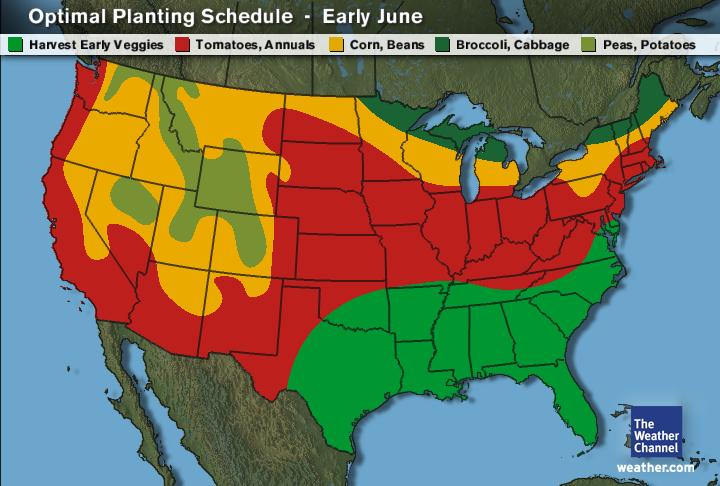 Optimal Planting Schedule - Early June
Harvest Early Veggies Tomatoes, Annuals Corn, Beans Broccoli, Cabbage Peas, Potatoes
The
Weather
Channel
weather.com